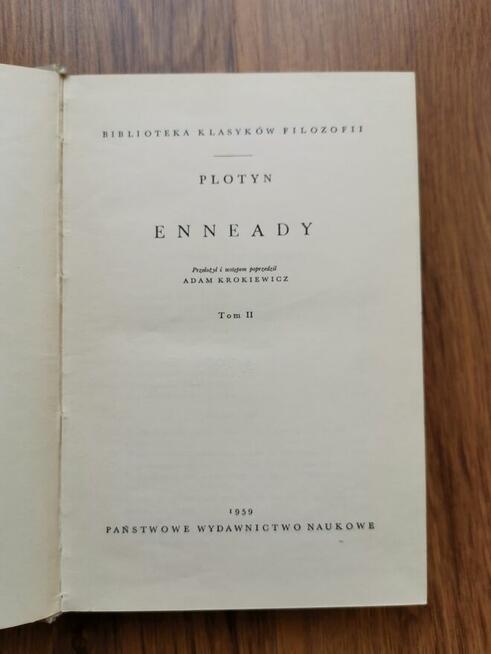 BIBLIOTEKA KLASYKÓW FILOZOFII
PLOTYN
ENNEADY
Przełożył i wstępem poprzedził
ADAM KROKIEWICZ
Tom II
1959
PAŃSTWOWE WYDAWNICTWO NAUKOWE